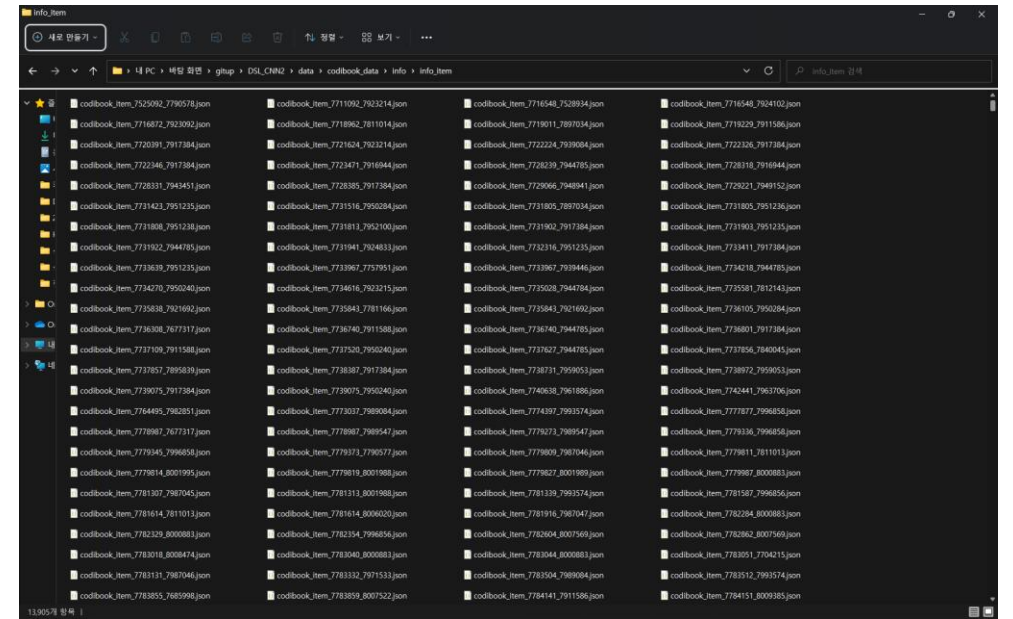 info_item
새로 만들기 정렬 보기 ...
내 PC › 바탕 화면 › gitup › DSL_CNN2 › data › codibook_data › info › info_item info_item 검색
codibook_item_7525092_7790578.json codibook_item_7711092_7923214.json codibook_item_7716548_7528934.json codibook_item_7716548_7924102.json
codibook_item_7716872_7923092.json codibook_item_7718962_7811014.json codibook_item_7719011_7897034.json codibook_item_7719229_7911586.json
codibook_item_7720391_7917384.json codibook_item_7721624_7923214.json codibook_item_7722224_7939084.json codibook_item_7722326_7917384.json
codibook_item_7722346_7917384.json codibook_item_7723471_7916944.json codibook_item_7728239_7944785.json codibook_item_7728318_7916944.json
codibook_item_7728331_7943451.json codibook_item_7728385_7917384.json codibook_item_7729066_7948941.json codibook_item_7729221_7949152.json
codibook_item_7731423_7951235.json codibook_item_7731516_7950284.json codibook_item_7731805_7897034.json codibook_item_7731805_7951236.json
codibook_item_7731808_7951238.json codibook_item_7731813_7952100.json codibook_item_7731902_7917384.json codibook_item_7731903_7951235.json
codibook_item_7731922_7944785.json codibook_item_7731941_7924833.json codibook_item_7732316_7951235.json codibook_item_7733411_7917384.json
codibook_item_7733639_7951235.json codibook_item_7733967_7757951.json codibook_item_7733967_7939446.json codibook_item_7734218_7944785.json
codibook_item_7734270_7950240.json codibook_item_7734616_7923215.json codibook_item_7735028_7944784.json codibook_item_7735581_7812143.json
codibook_item_7735838_7921692.json codibook_item_7735843_7781166.json codibook_item_7735843_7921692.json codibook_item_7736105_7950284.json
codibook_item_7736308_7677317.json codibook_item_7736740_7911588.json codibook_item_7736740_7944785.json codibook_item_7736801_7917384.json
codibook_item_7737109_7911588.json codibook_item_7737520_7950240.json codibook_item_7737627_7944785.json codibook_item_7737856_7840045.json
codibook_item_7737857_7895839.json codibook_item_7738387_7917384.json codibook_item_7738731_7959053.json codibook_item_7738972_7959053.json
codibook_item_7739075_7917384.json codibook_item_7739075_7950240.json codibook_item_7740638_7961886.json codibook_item_7742441_7963706.json
codibook_item_7764495_7982851.json codibook_item_7773037_7989084.json codibook_item_7774397_7993574.json codibook_item_7777877_7996858.json
codibook_item_7778987_7677317.json codibook_item_7778987_7989547.json codibook_item_7779273_7989547.json codibook_item_7779336_7996858.json
codibook_item_7779345_7996858.json codibook_item_7779373_7790577.json codibook_item_7779809_7987046.json codibook_item_7779811_7811013.json
codibook_item_7779814_8001995.json codibook_item_7779819_8001988.json codibook_item_7779827_8001989.json codibook_item_7779987_8000883.json
codibook_item_7781307_7987045.json codibook_item_7781313_8001988.json codibook_item_7781339_7993574.json codibook_item_7781587_7996856.json
codibook_item_7781614_7811013.json codibook_item_7781614_8006020.json codibook_item_7781916_7987047.json codibook_item_7782284_8000883.json
codibook_item_7782329_8000883.json codibook_item_7782354_7996856.json codibook_item_7782604_8007569.json codibook_item_7782862_8007569.json
codibook_item_7783018_8008474.json codibook_item_7783040_8000883.json codibook_item_7783044_8000883.json codibook_item_7783051_7704215.json
codibook_item_7783131_7987046.json codibook_item_7783332_7971533.json codibook_item_7783504_7989084.json codibook_item_7783512_7993574.json
codibook_item_7783855_7685998.json codibook_item_7783859_8007522.json codibook_item_7784141_7911586.json codibook_item_7784151_8009385.json
13,905개 항목